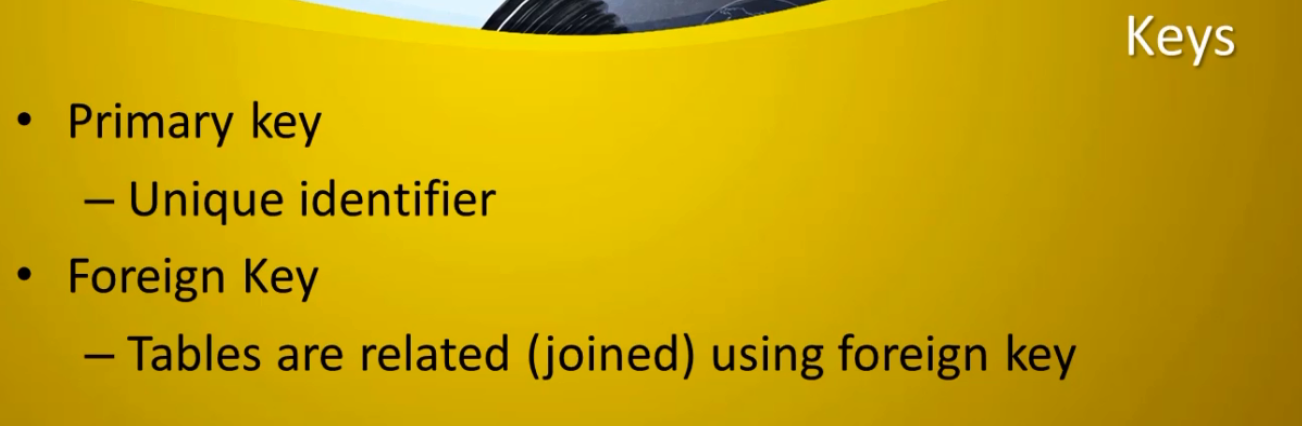 Keys
• Primary key
– Unique identifier
• Foreign Key
– Tables are related (joined) using foreign key